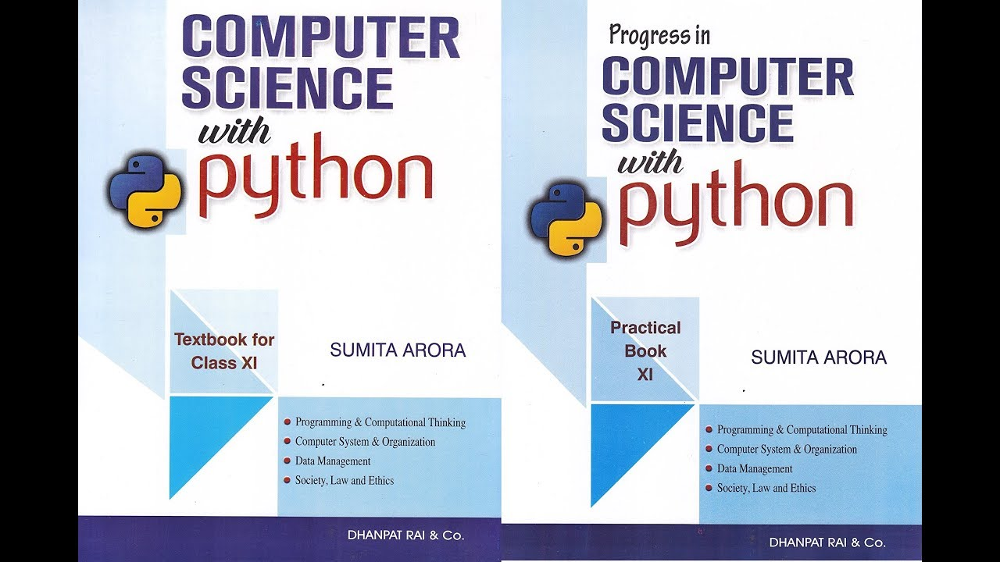 COMPUTER
SCIENCE
with
python
Textbook for
Class XI
SUMITA ARORA
Programming & Computational Thinking
Computer System & Organization
Data Management
Society, Law and Ethics
DHANPAT RAI & Co.
Progress in
COMPUTER
SCIENCE
with
python
Practical
Book
XI
SUMITA ARORA
Programming & Computational Thinking
Computer System & Organization
Data Management
Society, Law and Ethics
DHANPAT RAI & Co.